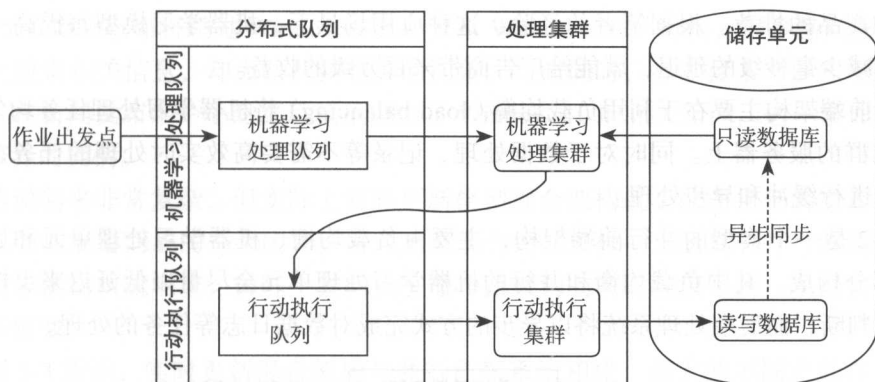 分布式队列
处理集群
储存单元
机器学习处理队列
行动执行队列
作业出发点
机器学习
处理队列
机器学习
处理集群
只读数据库
异步同步
行动执行
队列
行动执行
集群
读写数据库